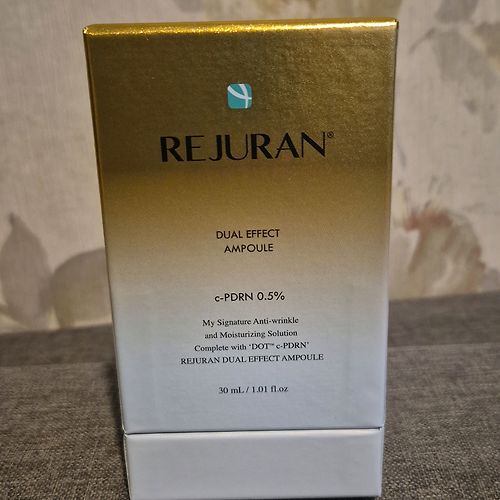 REJURAN®
DUAL EFFECT
AMPOULE
c-PDRN 0.5%
My Signature Anti-wrinkle
and Moisturizing Solution
Complete with 'DOT™ c-PDRN'
REJURAN DUAL EFFECT AMPOULE
30 mL / 1.01 fl.oz